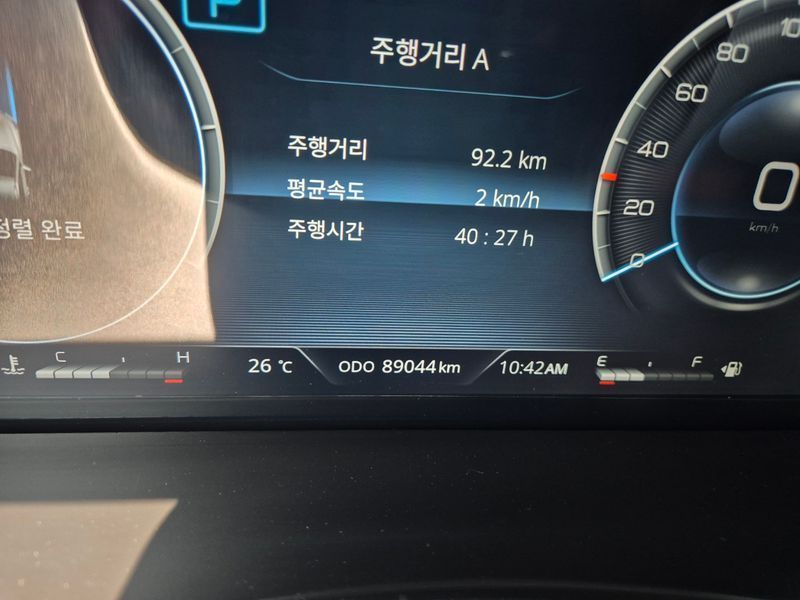 P
주행거리 A
주행거리 92.2 km
평균속도 2 km/h
주행시간 40 : 27 h
정렬 완료
100
80
60
40
20
0
0
km/h
C H
26 ℃
ODO 89044 km
10:42AM
E F